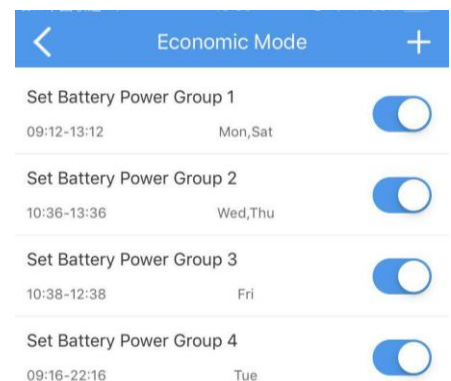 Economic Mode
Set Battery Power Group 1
09:12-13:12 Mon,Sat
Set Battery Power Group 2
10:36-13:36 Wed,Thu
Set Battery Power Group 3
10:38-12:38 Fri
Set Battery Power Group 4
09:16-22:16 Tue